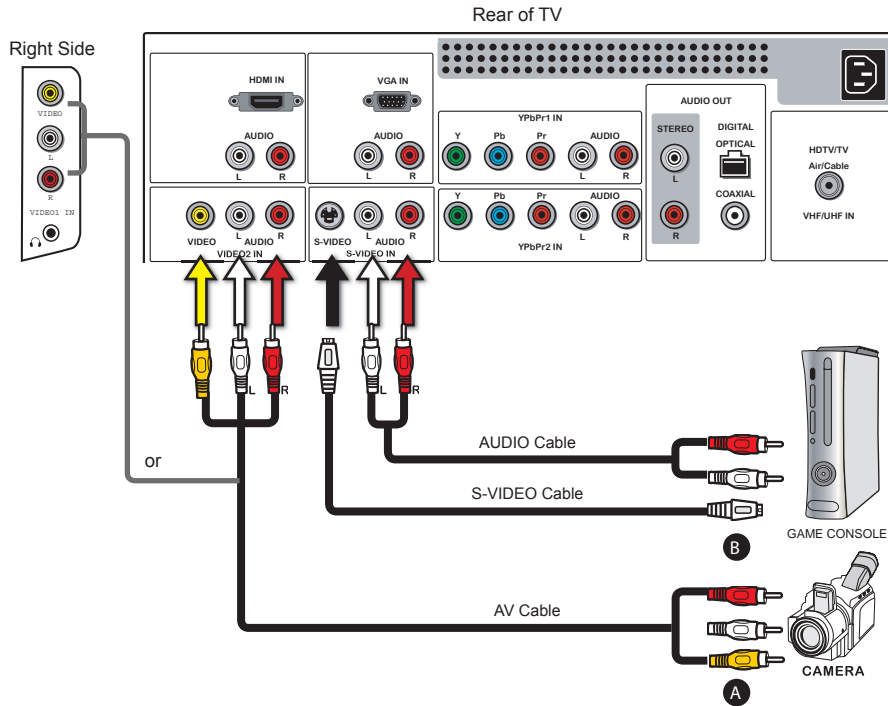 Rear of TV
Right Side
VIDEO
L
R
VIDEO1 IN
HDMI IN
AUDIO
L R
VGA IN
AUDIO
L R
YPbPr1 IN
Y Pb Pr AUDIO
L R
AUDIO OUT
STEREO
L
R
DIGITAL
OPTICAL
COAXIAL
HDTV/TV
Air/Cable
VHF/UHF IN
VIDEO L AUDIO R
VIDEO2 IN
S-VIDEO L AUDIO R
S-VIDEO IN
Y Pb Pr AUDIO
L R
YPbPr2 IN
L R
L R
or
AUDIO Cable
S-VIDEO Cable
B
GAME CONSOLE
AV Cable
A
CAMERA